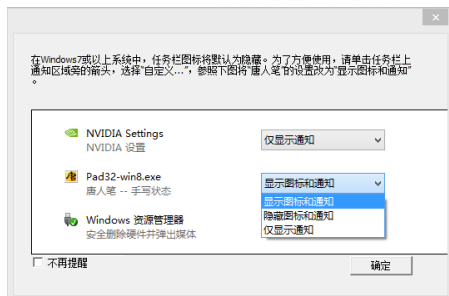 在Windows7或以上系统中，任务栏图标将默认为隐藏。为了方便使用，请单击任务栏上
通知区域旁的箭头，选择"自定义..."，参照下图将"唐人笔"的设置改为"显示图标和通知"
。
NVIDIA Settings
NVIDIA 设置
仅显示通知
Pad32-win8.exe
唐人笔 -- 手写状态
显示图标和通知
显示图标和通知
隐藏图标和通知
仅显示通知
Windows 资源管理器
安全删除硬件并弹出媒体
不再提醒
确定